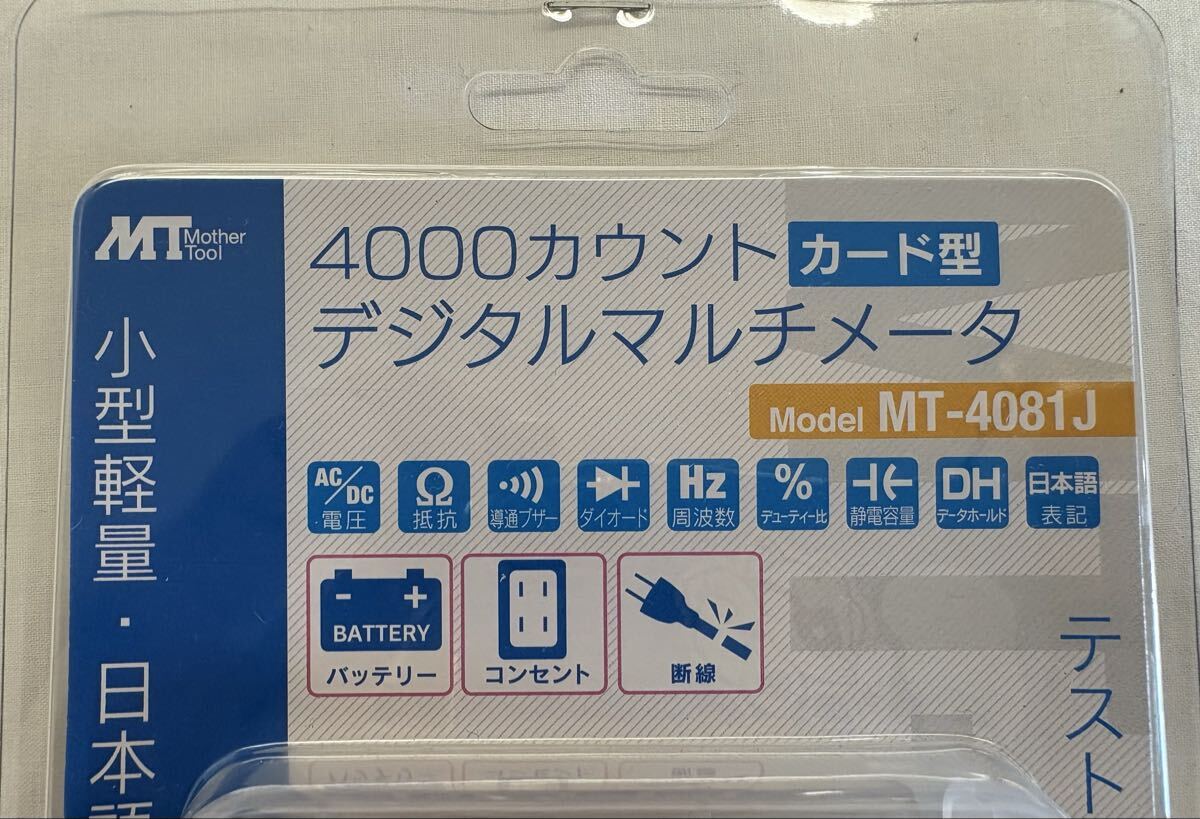 MT Mother
Tool
4000カウント カード型
デジタルマルチメータ
Model MT-4081J
小型軽量・日本語
AC/DC
電圧
Ω
抵抗
導通ブザー
ダイオード
Hz
周波数
%
デューティー比
静電容量
DH
データホールド
日本語
表記
- +
BATTERY
バッテリー
コンセント
断線
テスト